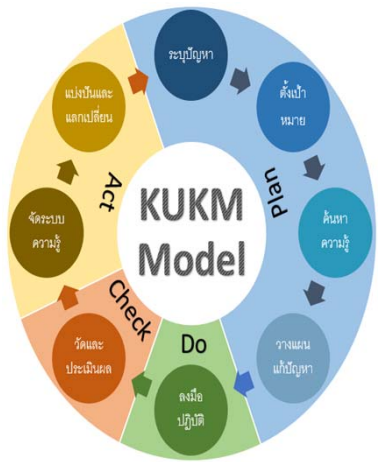 ระบุปัญหา
ตั้งเป้า
หมาย
ค้นหา
ความรู้
วางแผน
แก้ปัญหา
ลงมือ
ปฏิบัติ
วัดและ
ประเมินผล
จัดระบบ
ความรู้
แบ่งปันและ
แลกเปลี่ยน
Plan
Do
Check
Act
KUKM
Model